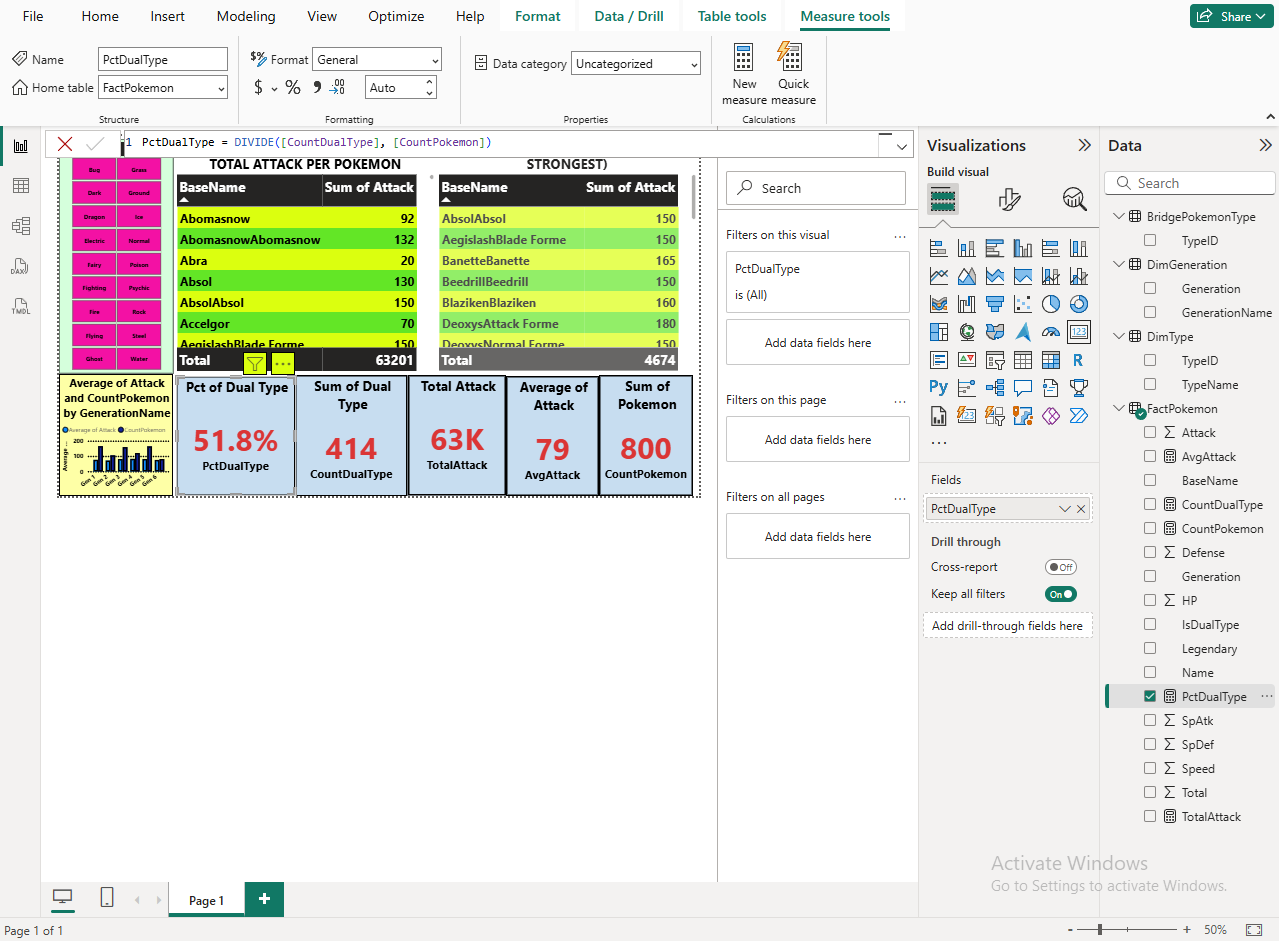 File Home Insert Modeling View Optimize Help Format Data / Drill Table tools Measure tools Share
Name PctDualType
Home table FactPokemon
Structure
$% Format General
$ % Auto
Formatting
Data category Uncategorized
Properties
New measure
Quick measure
Calculations
1 PctDualType = DIVIDE([CountDualType], [CountPokemon])
Bug Grass
Dark Ground
Dragon Ice
Electric Normal
Fairy Poison
Fighting Psychic
Fire Rock
Flying Steel
Ghost Water
TOTAL ATTACK PER POKEMON
BaseName Sum of Attack
Abomasnow 92
AbomasnowAbomasnow 132
Abra 20
Absol 130
AbsolAbsol 150
Accelgor 70
AegislashBlade Forme 150
Total 63201
STRONGEST)
BaseName Sum of Attack
AbsolAbsol 150
AegislashBlade Forme 150
BanetteBanette 165
BeedrillBeedrill 150
BlazikenBlaziken 160
DeoxysAttack Forme 180
DeoxysNormal Forme 150
Total 4674
Average of Attack
and CountPokemon
by GenerationName
Average of Attack CountPokemon
Average ...
200
100
0
Gen 1 Gen 2 Gen 3 Gen 4 Gen 5 Gen 6
Pct of Dual Type
51.8%
PctDualType
Sum of Dual
Type
414
CountDualType
Total Attack
63K
TotalAttack
Average of
Attack
79
AvgAttack
Sum of
Pokemon
800
CountPokemon
Search
Filters on this visual ...
PctDualType
is (All)
Add data fields here
Filters on this page ...
Add data fields here
Filters on all pages ...
Add data fields here
Visualizations
Build visual
123
R
Py
123
...
Fields
PctDualType
Drill through
Cross-report Off
Keep all filters On
Add drill-through fields here
Data
Search
BridgePokemonType
TypeID
DimGeneration
Generation
GenerationName
DimType
TypeID
TypeName
FactPokemon
Attack
AvgAttack
BaseName
CountDualType
CountPokemon
Defense
Generation
HP
IsDualType
Legendary
Name
PctDualType ...
SpAtk
SpDef
Speed
Total
TotalAttack
DAX
TMDL
Activate Windows
Go to Settings to activate Windows.
Page 1 +
Page 1 of 1
- + 50%